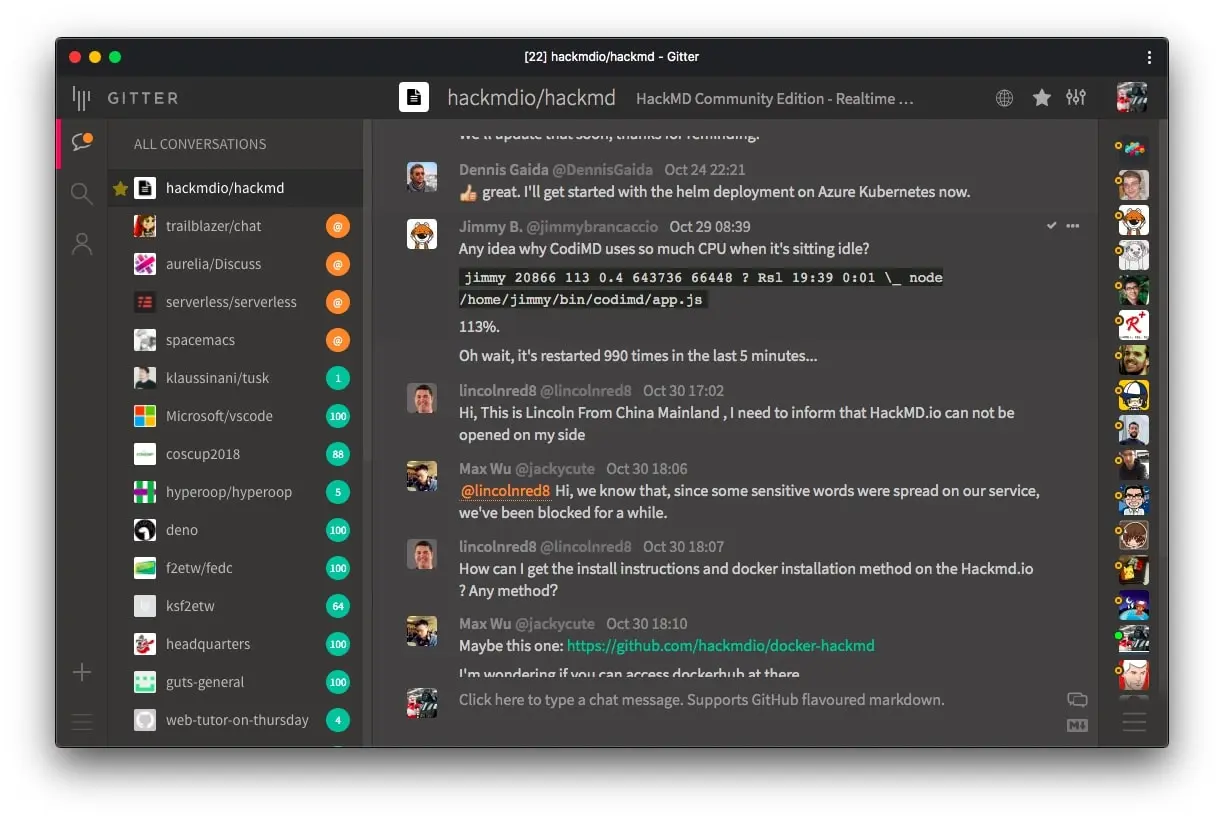 [22] hackmdio/hackmd - Gitter
GITTER
hackmdio/hackmd
HackMD Community Edition - Realtime …
ALL CONVERSATIONS
hackmdio/hackmd
trailblazer/chat @
aurelia/Discuss @
serverless/serverless @
spacemacs @
klaussinani/tusk 1
Microsoft/vscode 100
coscup2018 88
hyperoop/hyperoop 5
deno 100
f2etw/fedc 100
ksf2etw 64
headquarters 100
guts-general 100
web-tutor-on-thursday 4
We'll update that soon, thanks for reminding.
Dennis Gaida @DennisGaida Oct 24 22:21
👍 great. I'll get started with the helm deployment on Azure Kubernetes now.
Jimmy B. @jimmybrancaccio Oct 29 08:39
Any idea why CodiMD uses so much CPU when it's sitting idle?
jimmy 20866 113 0.4 643736 66448 ? Rsl 19:39 0:01 \_ node
/home/jimmy/bin/codimd/app.js
113%.
Oh wait, it's restarted 990 times in the last 5 minutes...
lincolnred8 @lincolnred8 Oct 30 17:02
Hi, This is Lincoln From China Mainland , I need to inform that HackMD.io can not be
opened on my side
Max Wu @jackycute Oct 30 18:06
@lincolnred8 Hi, we know that, since some sensitive words were spread on our service,
we've been blocked for a while.
lincolnred8 @lincolnred8 Oct 30 18:07
How can I get the install instructions and docker installation method on the Hackmd.io
? Any method?
Max Wu @jackycute Oct 30 18:10
Maybe this one: https://github.com/hackmdio/docker-hackmd
I'm wondering if you can access dockerhub at there
Click here to type a chat message. Supports GitHub flavoured markdown.